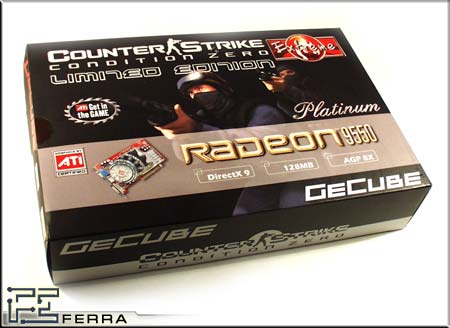 COUNTER STRIKE
CONDITION ZERO
LIMITED EDITION
Extreme
ATI Get in the GAME
Platinum
RADEON 9550
ATI
CERTIFIED
DirectX 9
128MB
AGP 8X
GECUBE
GECUBE
COUNTER STRIKE
CONDITION ZERO
FERRA